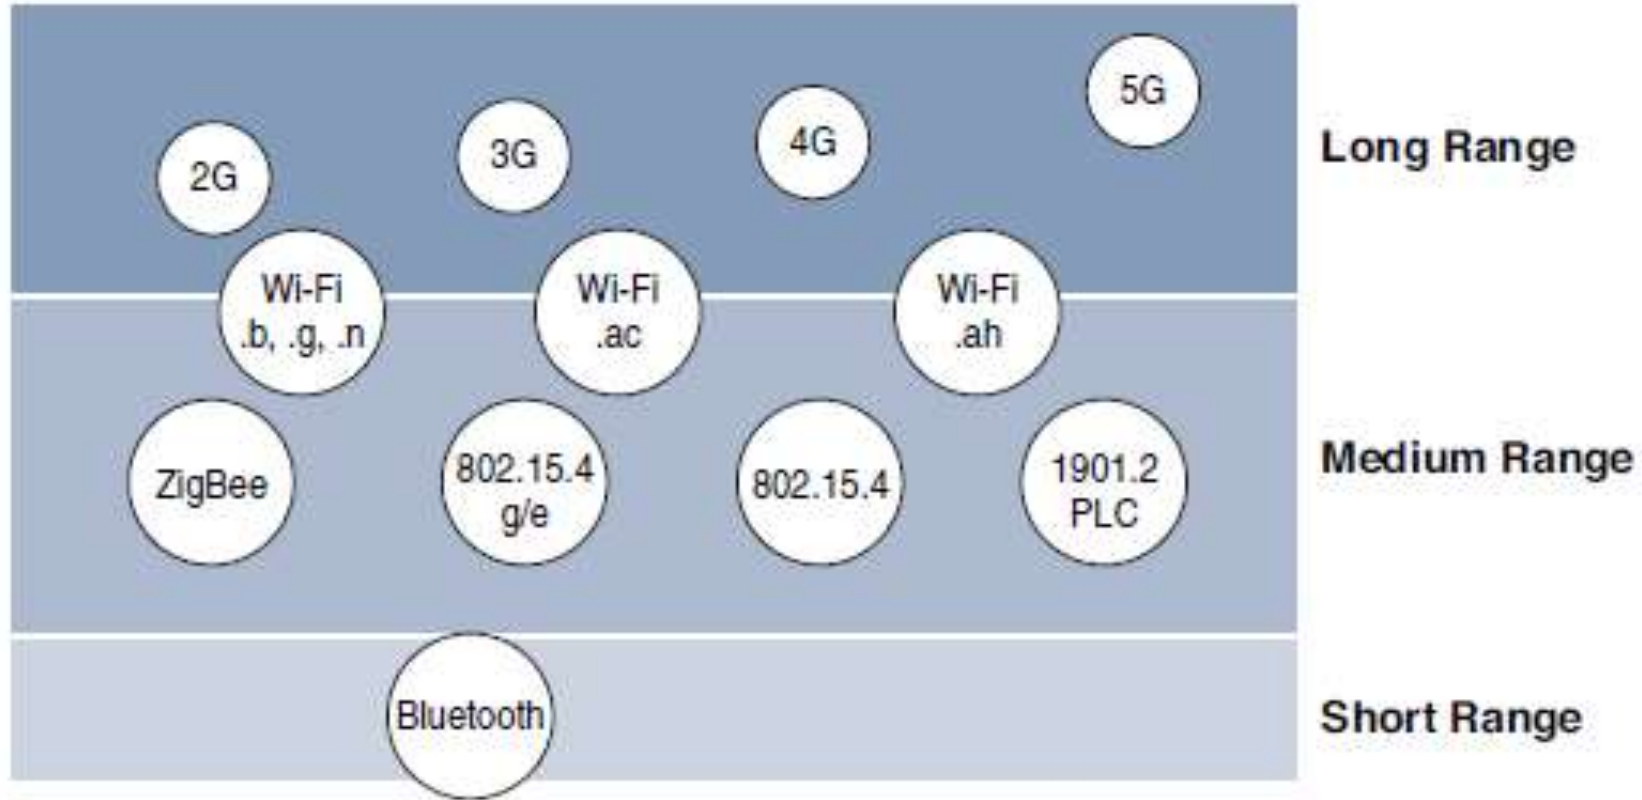 5G
4G
3G
2G
Long Range
Wi-Fi
.b, .g, .n
Wi-Fi
.ac
Wi-Fi
.ah
ZigBee
802.15.4
g/e
802.15.4
1901.2
PLC
Medium Range
Bluetooth
Short Range